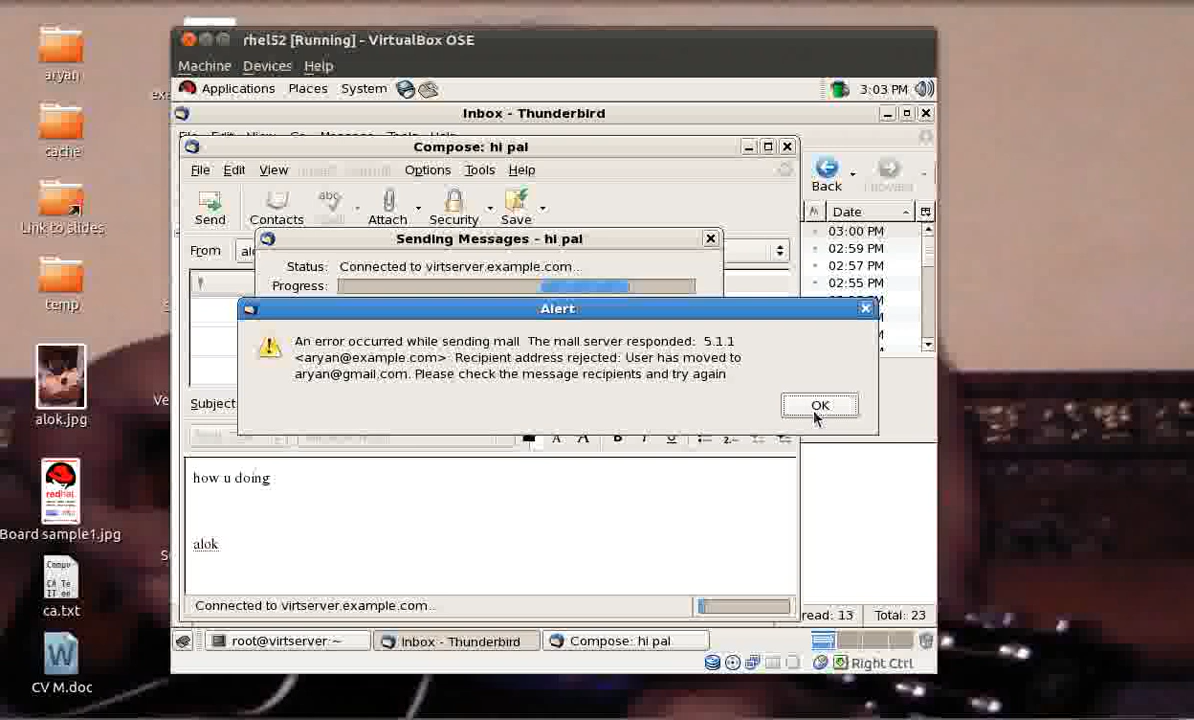 rhel52 [Running] - VirtualBox OSE
Machine Devices Help
Applications Places System 3:03 PM
Inbox - Thunderbird
Compose: hi pal
File Edit View Options Tools Help
Send Contacts Attach Security Save
Back
Date
From
03:00 PM
02:59 PM
02:57 PM
02:55 PM
Sending Messages - hi pal
Status: Connected to virtserver.example.com...
Progress:
Alert
An error occurred while sending mail. The mail server responded: 5.1.1
<aryan@example.com>: Recipient address rejected: User has moved to
aryan@gmail.com. Please check the message recipients and try again
OK
Subject
how u doing
alok
Connected to virtserver.example.com...
read: 13 Total: 23
root@virtserver:~ Inbox - Thunderbird Compose: hi pal
Right Ctrl
aryan
cache
Link to slides
temp
alok.jpg
redhat
Board sample1.jpg
ca.txt
CV M.doc